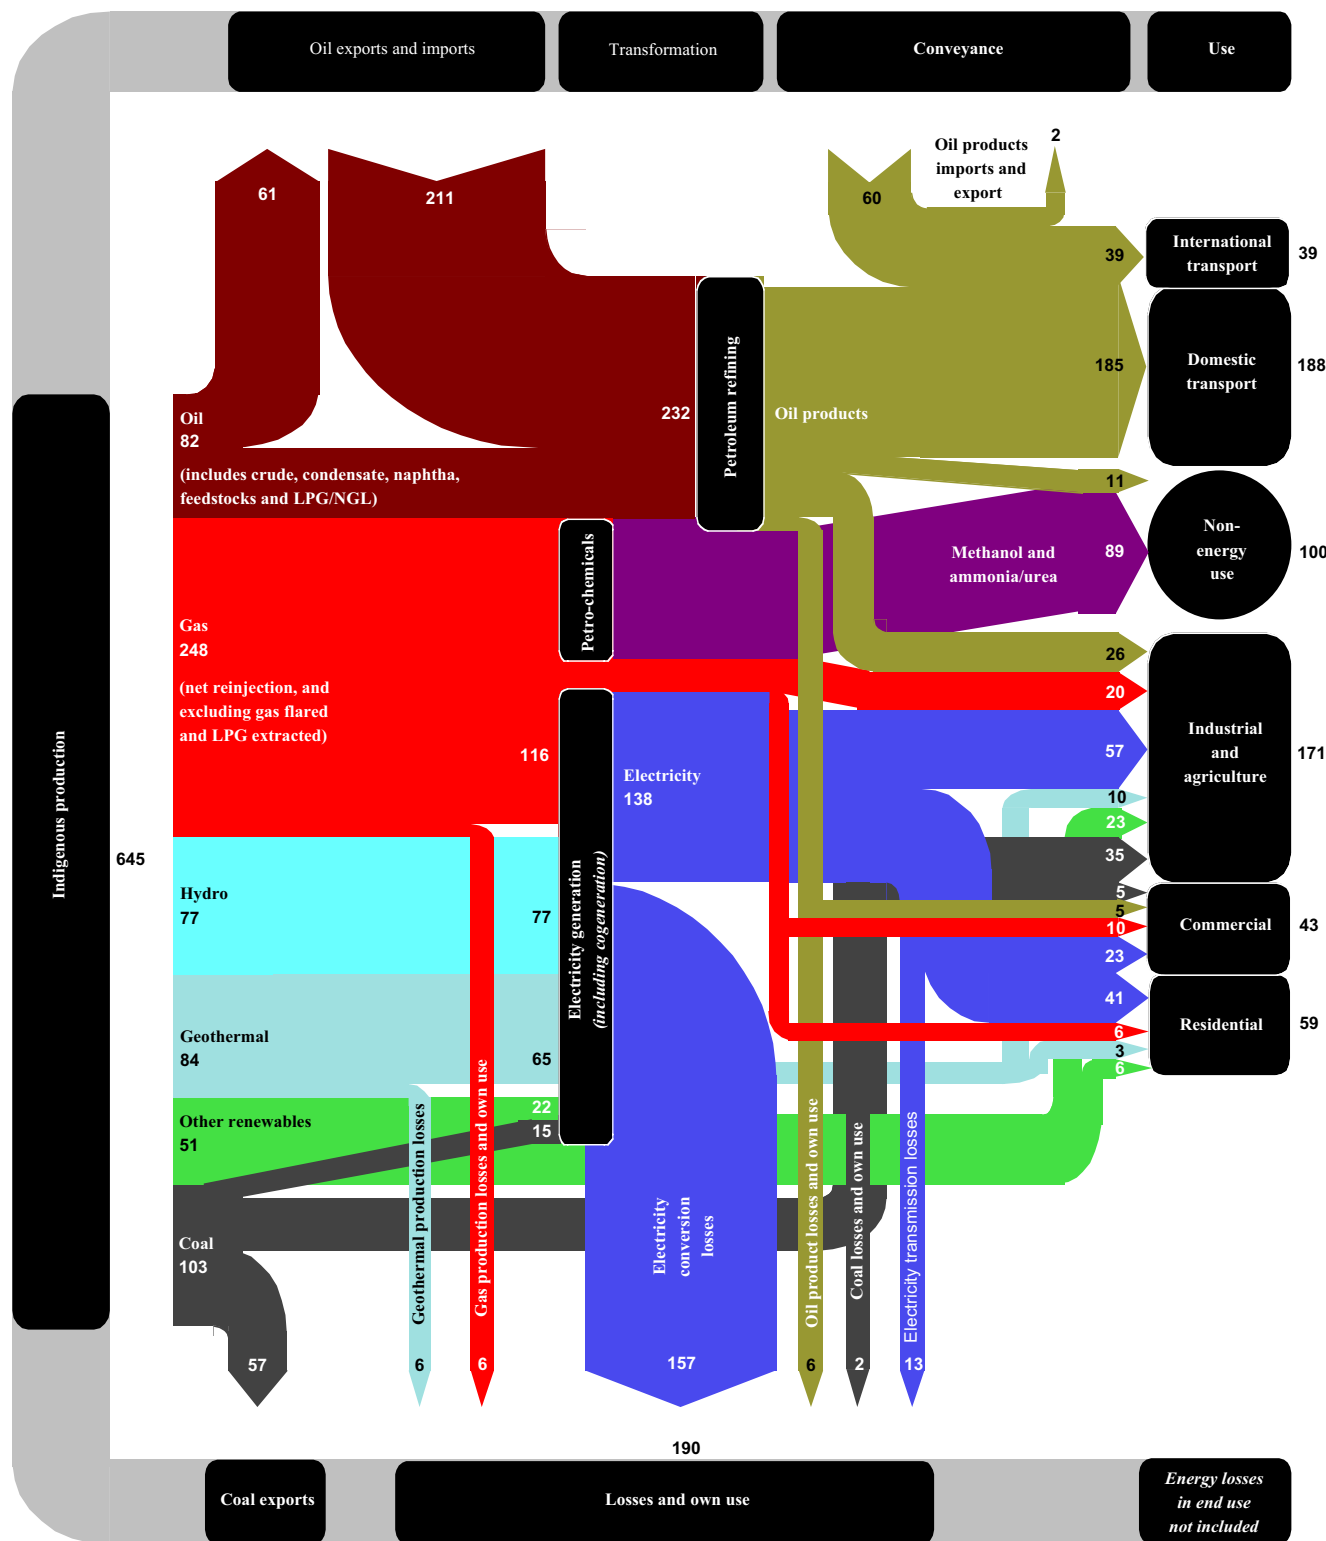 Oil exports and imports
Transformation
Conveyance
Use
2
Oil products
imports and
export
61
211
60
International
transport
39
39
Domestic
transport
185
188
Petroleum refining
Oil
82
232
Oil products
(includes crude, condensate, naphtha,
feedstocks and LPG/NGL)
11
Non-
energy
use
100
Petro-chemicals
Methanol and
ammonia/urea
89
Gas
248
26
(net reinjection, and
excluding gas flared
and LPG extracted)
20
116
Electricity
138
57
Industrial
and
agriculture
171
10
23
35
Indigenous production
645
Hydro
77
77
Electricity generation
(including cogeneration)
5
5
10
23
Commercial
43
41
Residential
59
6
3
6
Geothermal
84
65
Other renewables
51
22
15
Geothermal production losses
Gas production losses and own use
Electricity
conversion
losses
Oil product losses and own use
Coal losses and own use
Electricity transmission losses
Coal
103
57
6
6
157
6
2
13
190
Coal exports
Losses and own use
Energy losses
in end use
not included